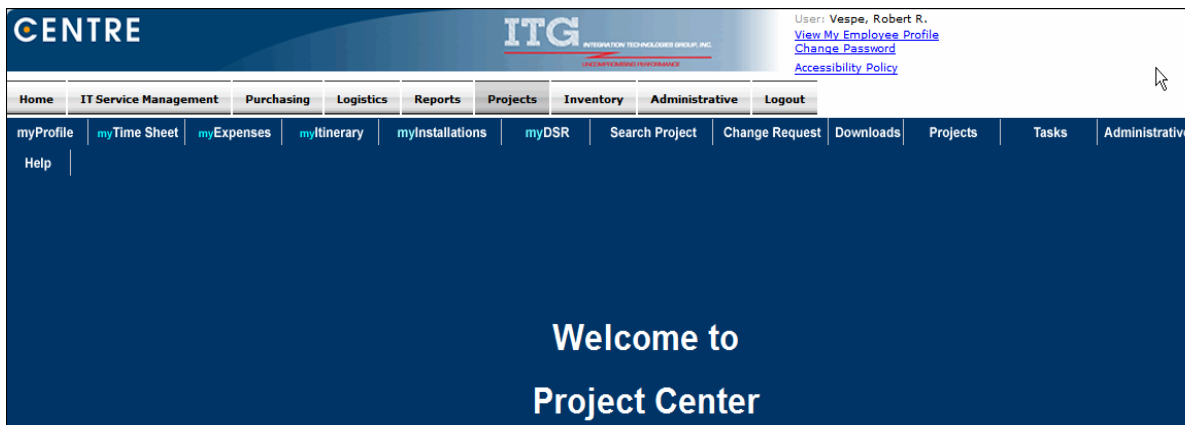 CENTRE
ITG
INTEGRATION TECHNOLOGIES GROUP, INC.
UNCOMPROMISING PERFORMANCE
User: Vespe, Robert R.
View My Employee Profile
Change Password
Accessibility Policy
Home IT Service Management Purchasing Logistics Reports Projects Inventory Administrative Logout
myProfile myTime Sheet myExpenses myItinerary myInstallations myDSR Search Project Change Request Downloads Projects Tasks Administrative
Help
Welcome to
Project Center